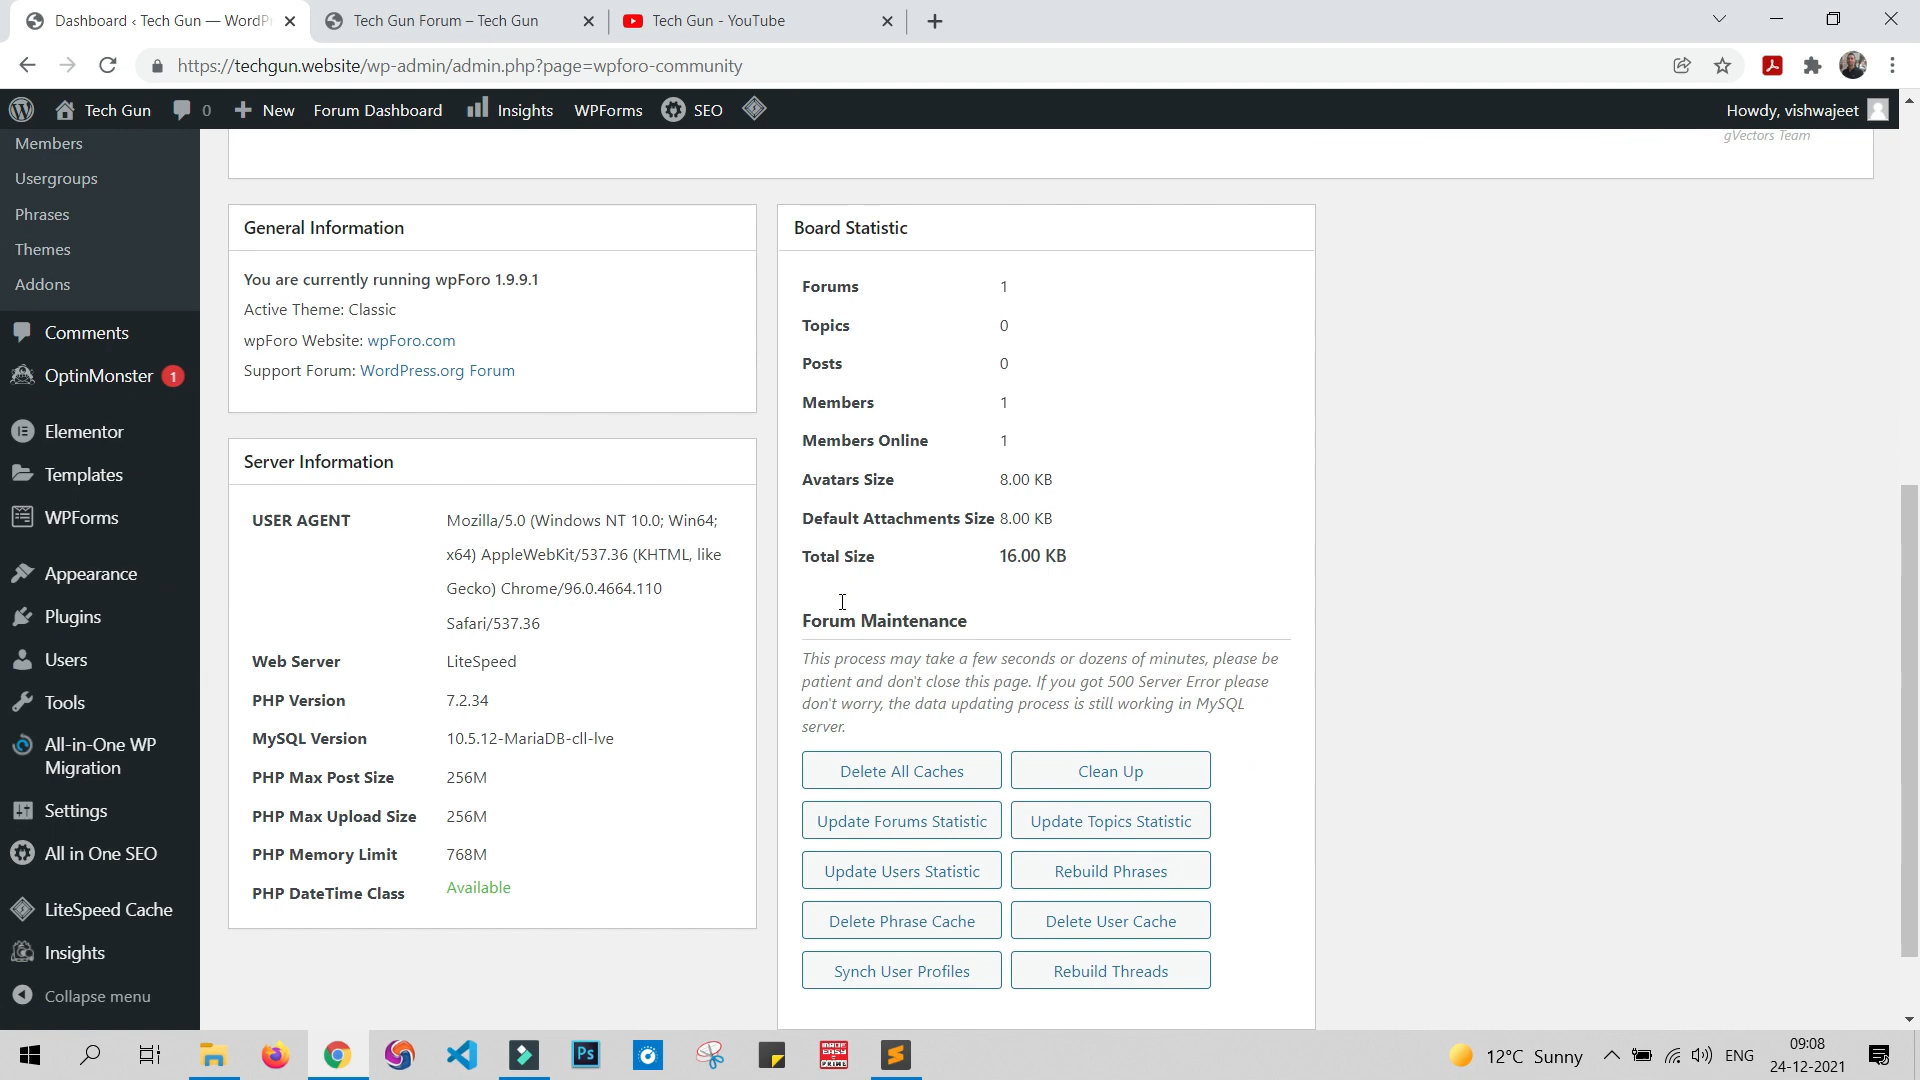 Dashboard ‹ Tech Gun — WordPr
Tech Gun Forum – Tech Gun
Tech Gun - YouTube
https://techgun.website/wp-admin/admin.php?page=wpforo-community
Tech Gun
0
New
Forum Dashboard
Insights
WPForms
SEO
Howdy, vishwajeet
gVectors Team
Members
Usergroups
Phrases
Themes
Addons
Comments
OptinMonster 1
Elementor
Templates
WPForms
Appearance
Plugins
Users
Tools
All-in-One WP
Migration
Settings
All in One SEO
LiteSpeed Cache
Insights
Collapse menu
General Information
You are currently running wpForo 1.9.9.1
Active Theme: Classic
wpForo Website: wpForo.com
Support Forum: WordPress.org Forum
Server Information
USER AGENT Mozilla/5.0 (Windows NT 10.0; Win64;
x64) AppleWebKit/537.36 (KHTML, like
Gecko) Chrome/96.0.4664.110
Safari/537.36
Web Server LiteSpeed
PHP Version 7.2.34
MySQL Version 10.5.12-MariaDB-cll-lve
PHP Max Post Size 256M
PHP Max Upload Size 256M
PHP Memory Limit 768M
PHP DateTime Class Available
Board Statistic
Forums 1
Topics 0
Posts 0
Members 1
Members Online 1
Avatars Size 8.00 KB
Default Attachments Size 8.00 KB
Total Size 16.00 KB
Forum Maintenance
This process may take a few seconds or dozens of minutes, please be
patient and don't close this page. If you got 500 Server Error please
don't worry, the data updating process is still working in MySQL
server.
Delete All Caches
Clean Up
Update Forums Statistic
Update Topics Statistic
Update Users Statistic
Rebuild Phrases
Delete Phrase Cache
Delete User Cache
Synch User Profiles
Rebuild Threads
Ps
MADE
EASY
PRIME
12°C Sunny
ENG
09:08
24-12-2021